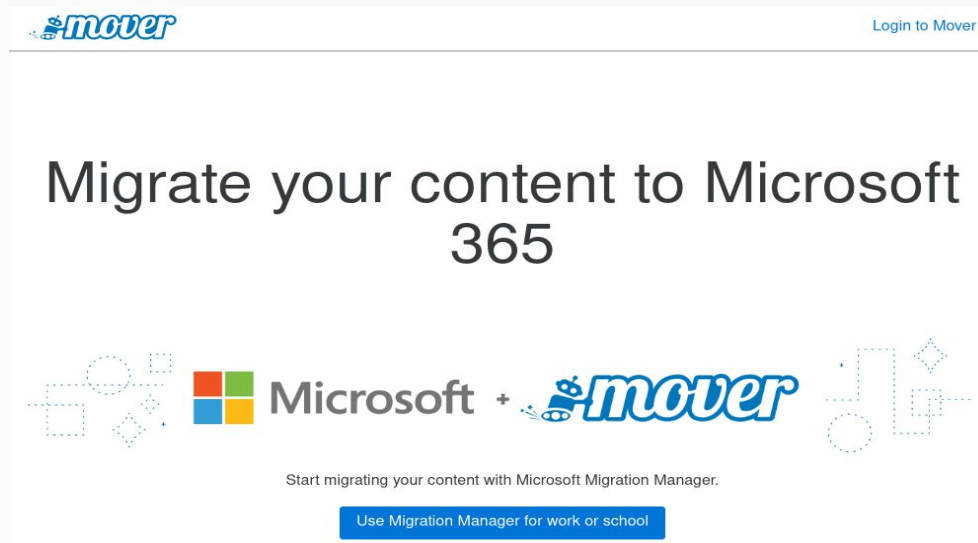 mover
Login to Mover
Migrate your content to Microsoft
365
Microsoft + mover
Start migrating your content with Microsoft Migration Manager.
Use Migration Manager for work or school